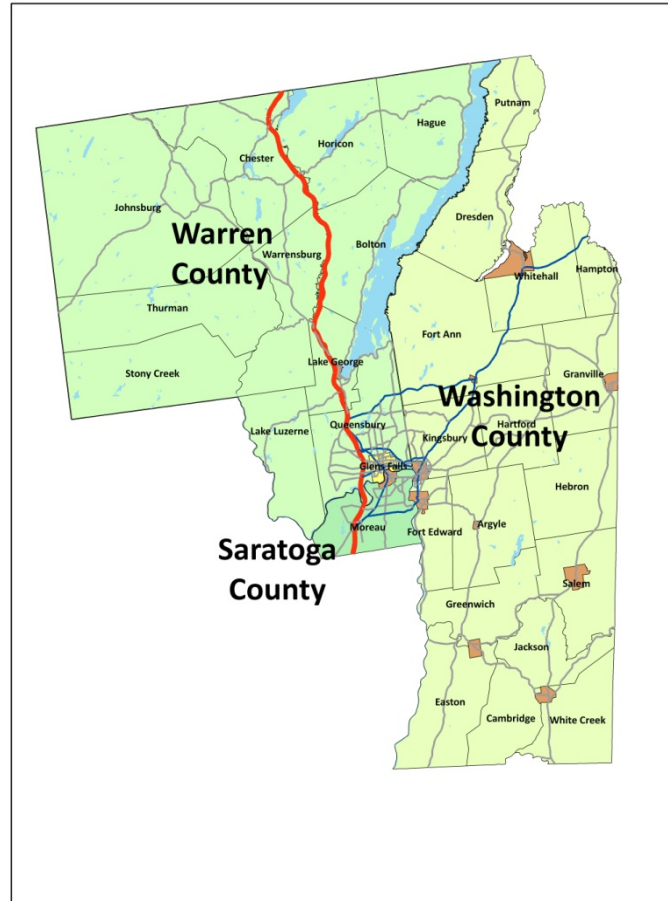 Putnam
Hague
Horicon
Chester
Johnsburg
Dresden
Warren
County
Bolton
Warrensburg
Whitehall
Hampton
Thurman
Fort Ann
Lake George
Stony Creek
Granville
Washington
County
Queensbury
Hartford
Lake Luzerne
Kingsbury
Glens Falls
Hebron
Moreau
Fort Edward
Argyle
Saratoga
County
Salem
Greenwich
Jackson
Easton
Cambridge
White Creek